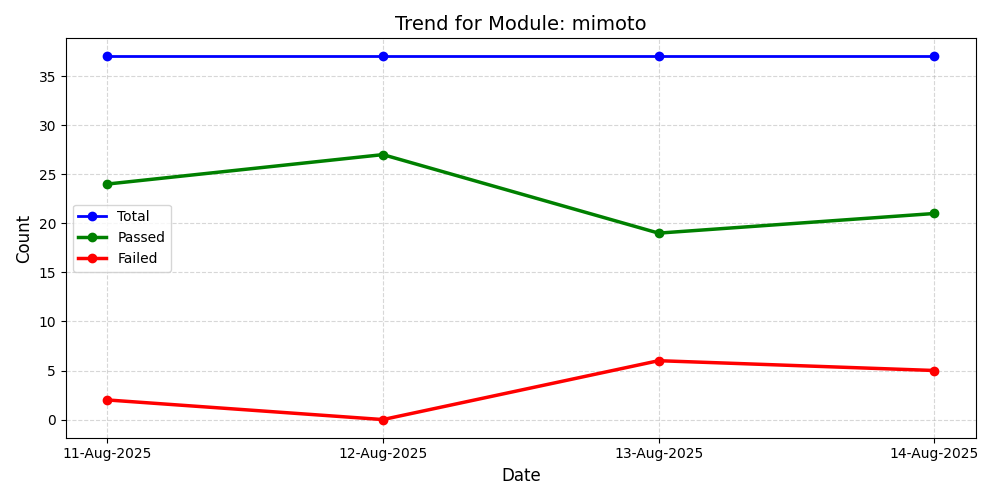 Trend for Module: mimoto
Count
35
30
25
20
15
10
5
0
Total
Passed
Failed
11-Aug-2025
12-Aug-2025
13-Aug-2025
14-Aug-2025
Date